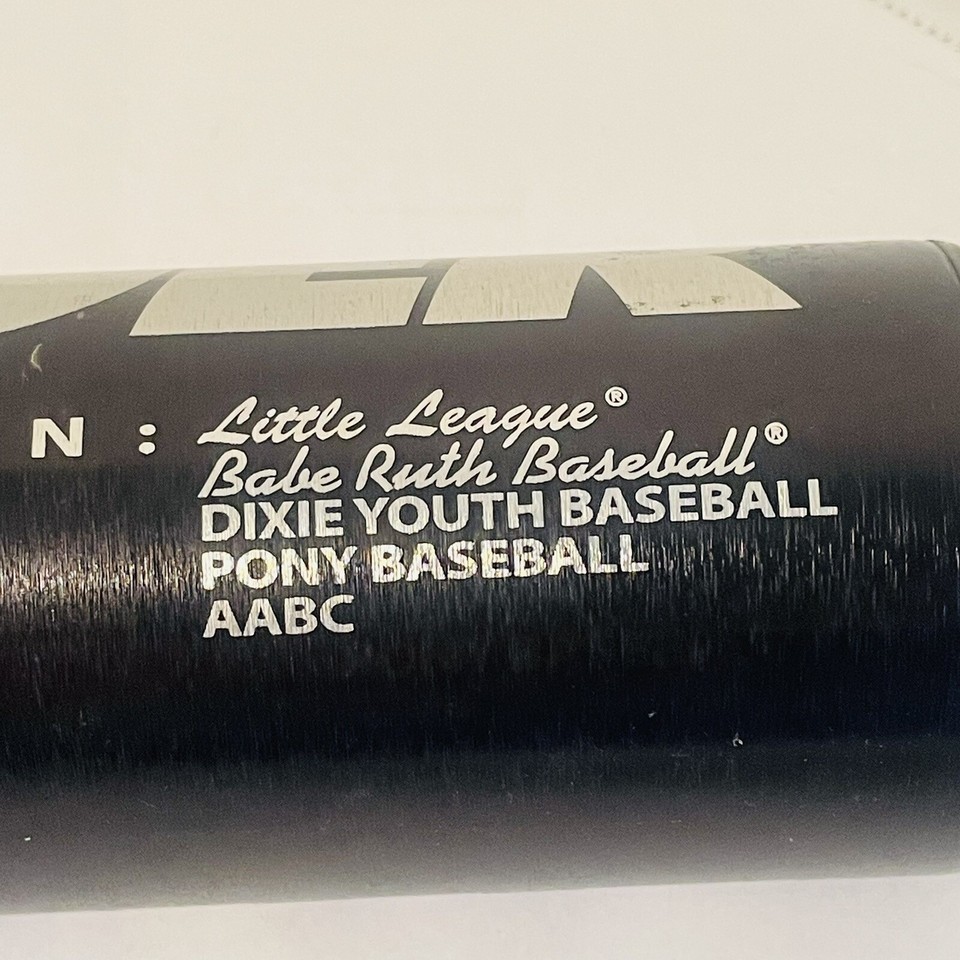 N : Little League®
Babe Ruth Baseball®
DIXIE YOUTH BASEBALL
PONY BASEBALL
AABC